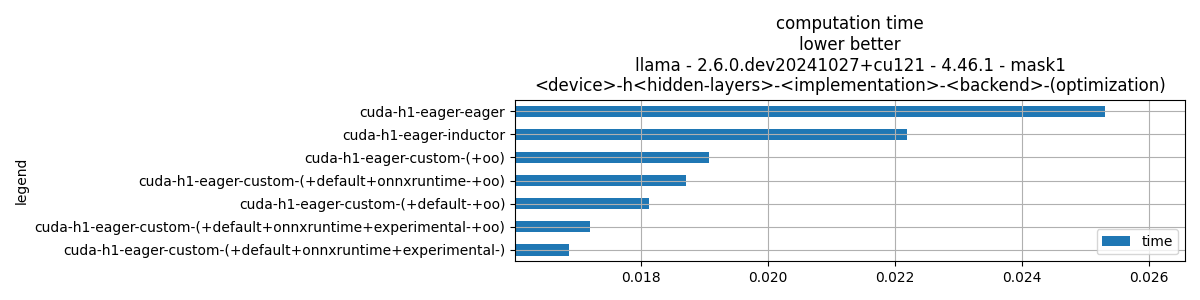 computation time
lower better
llama - 2.6.0.dev20241027+cu121 - 4.46.1 - mask1
<device>-h<hidden-layers>-<implementation>-<backend>-(optimization)
legend
cuda-h1-eager-eager
cuda-h1-eager-inductor
cuda-h1-eager-custom-(+oo)
cuda-h1-eager-custom-(+default+onnxruntime-+oo)
cuda-h1-eager-custom-(+default-+oo)
cuda-h1-eager-custom-(+default+onnxruntime+experimental-+oo)
cuda-h1-eager-custom-(+default+onnxruntime+experimental-)
time
0.018 0.020 0.022 0.024 0.026